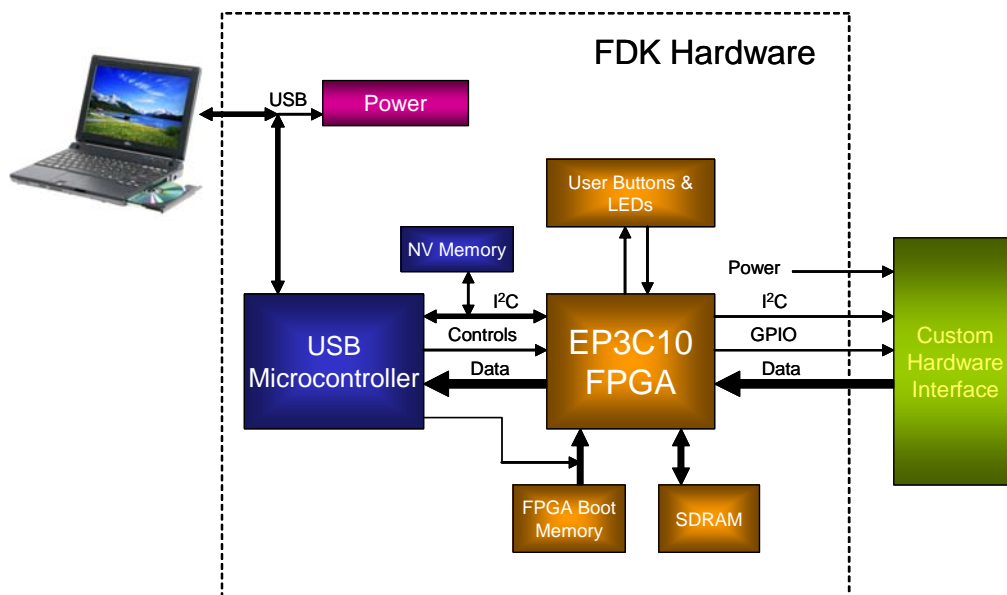 FDK Hardware
USB
Power
User Buttons &
LEDs
NV Memory
Power
I²C
I²C
USB
Microcontroller
Controls
EP3C10
FPGA
GPIO
Custom
Hardware
Interface
Data
Data
FPGA Boot
Memory
SDRAM